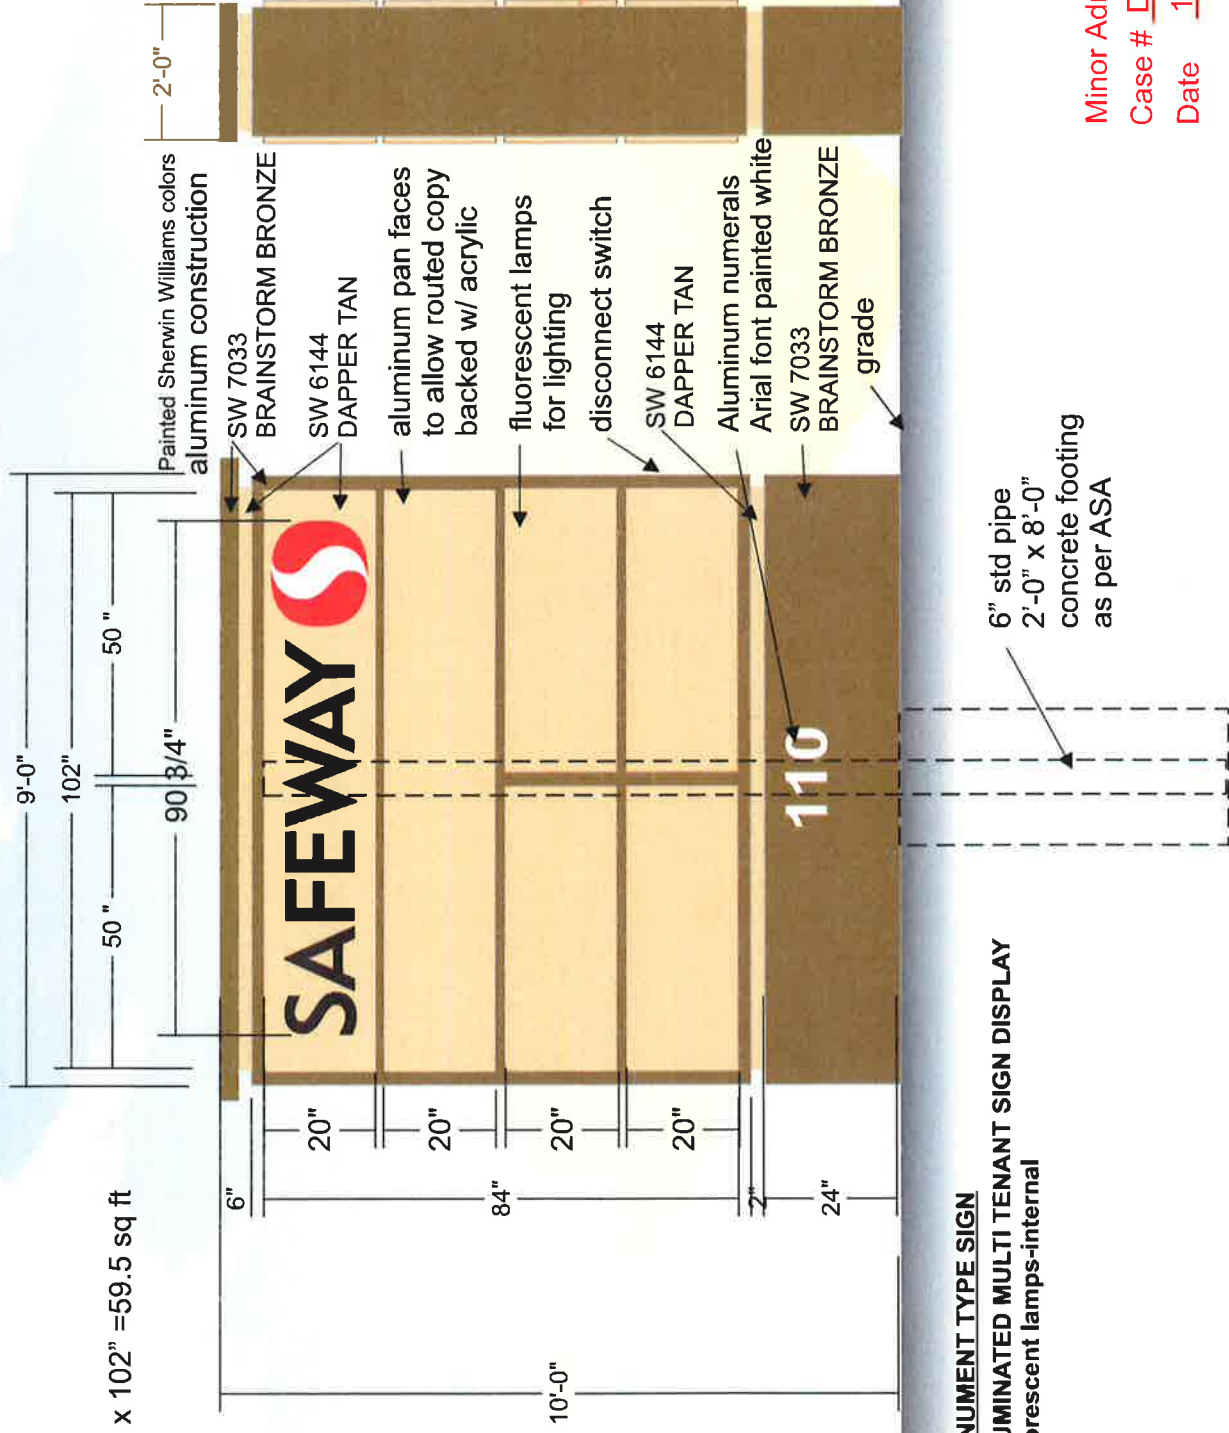 x 102" =59.5 sq ft
9'-0"
102"
50 "
50 "
90 3/4"
2'-0"
Painted Sherwin Williams colors
aluminum construction
SW 7033
BRAINSTORM BRONZE
SW 6144
DAPPER TAN
aluminum pan faces
to allow routed copy
backed w/ acrylic
fluorescent lamps
for lighting
disconnect switch
SW 6144
DAPPER TAN
Aluminum numerals
Arial font painted white
SW 7033
BRAINSTORM BRONZE
grade
SAFEWAY
110
6"
20"
20"
20"
20"
84"
2"
24"
10'-0"
6" std pipe
2'-0" x 8'-0"
concrete footing
as per ASA
NUMENT TYPE SIGN
UMINATED MULTI TENANT SIGN DISPLAY
orescent lamps-internal
Minor Adr
Case # D
Date 1